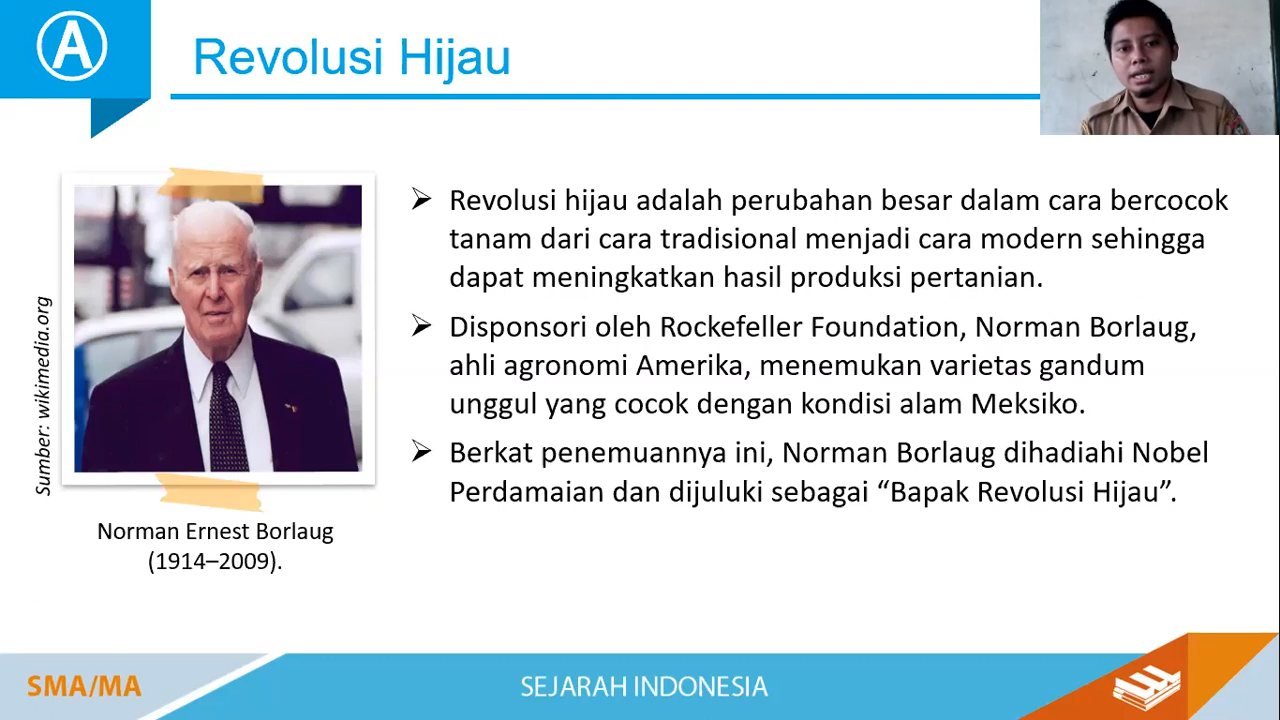 A
Revolusi Hijau
Revolusi hijau adalah perubahan besar dalam cara bercocok
tanam dari cara tradisional menjadi cara modern sehingga
dapat meningkatkan hasil produksi pertanian.
Disponsori oleh Rockefeller Foundation, Norman Borlaug,
ahli agronomi Amerika, menemukan varietas gandum
unggul yang cocok dengan kondisi alam Meksiko.
Berkat penemuannya ini, Norman Borlaug dihadiahi Nobel
Perdamaian dan dijuluki sebagai “Bapak Revolusi Hijau”.
Sumber: wikimedia.org
Norman Ernest Borlaug
(1914–2009).
SMA/MA
SEJARAH INDONESIA